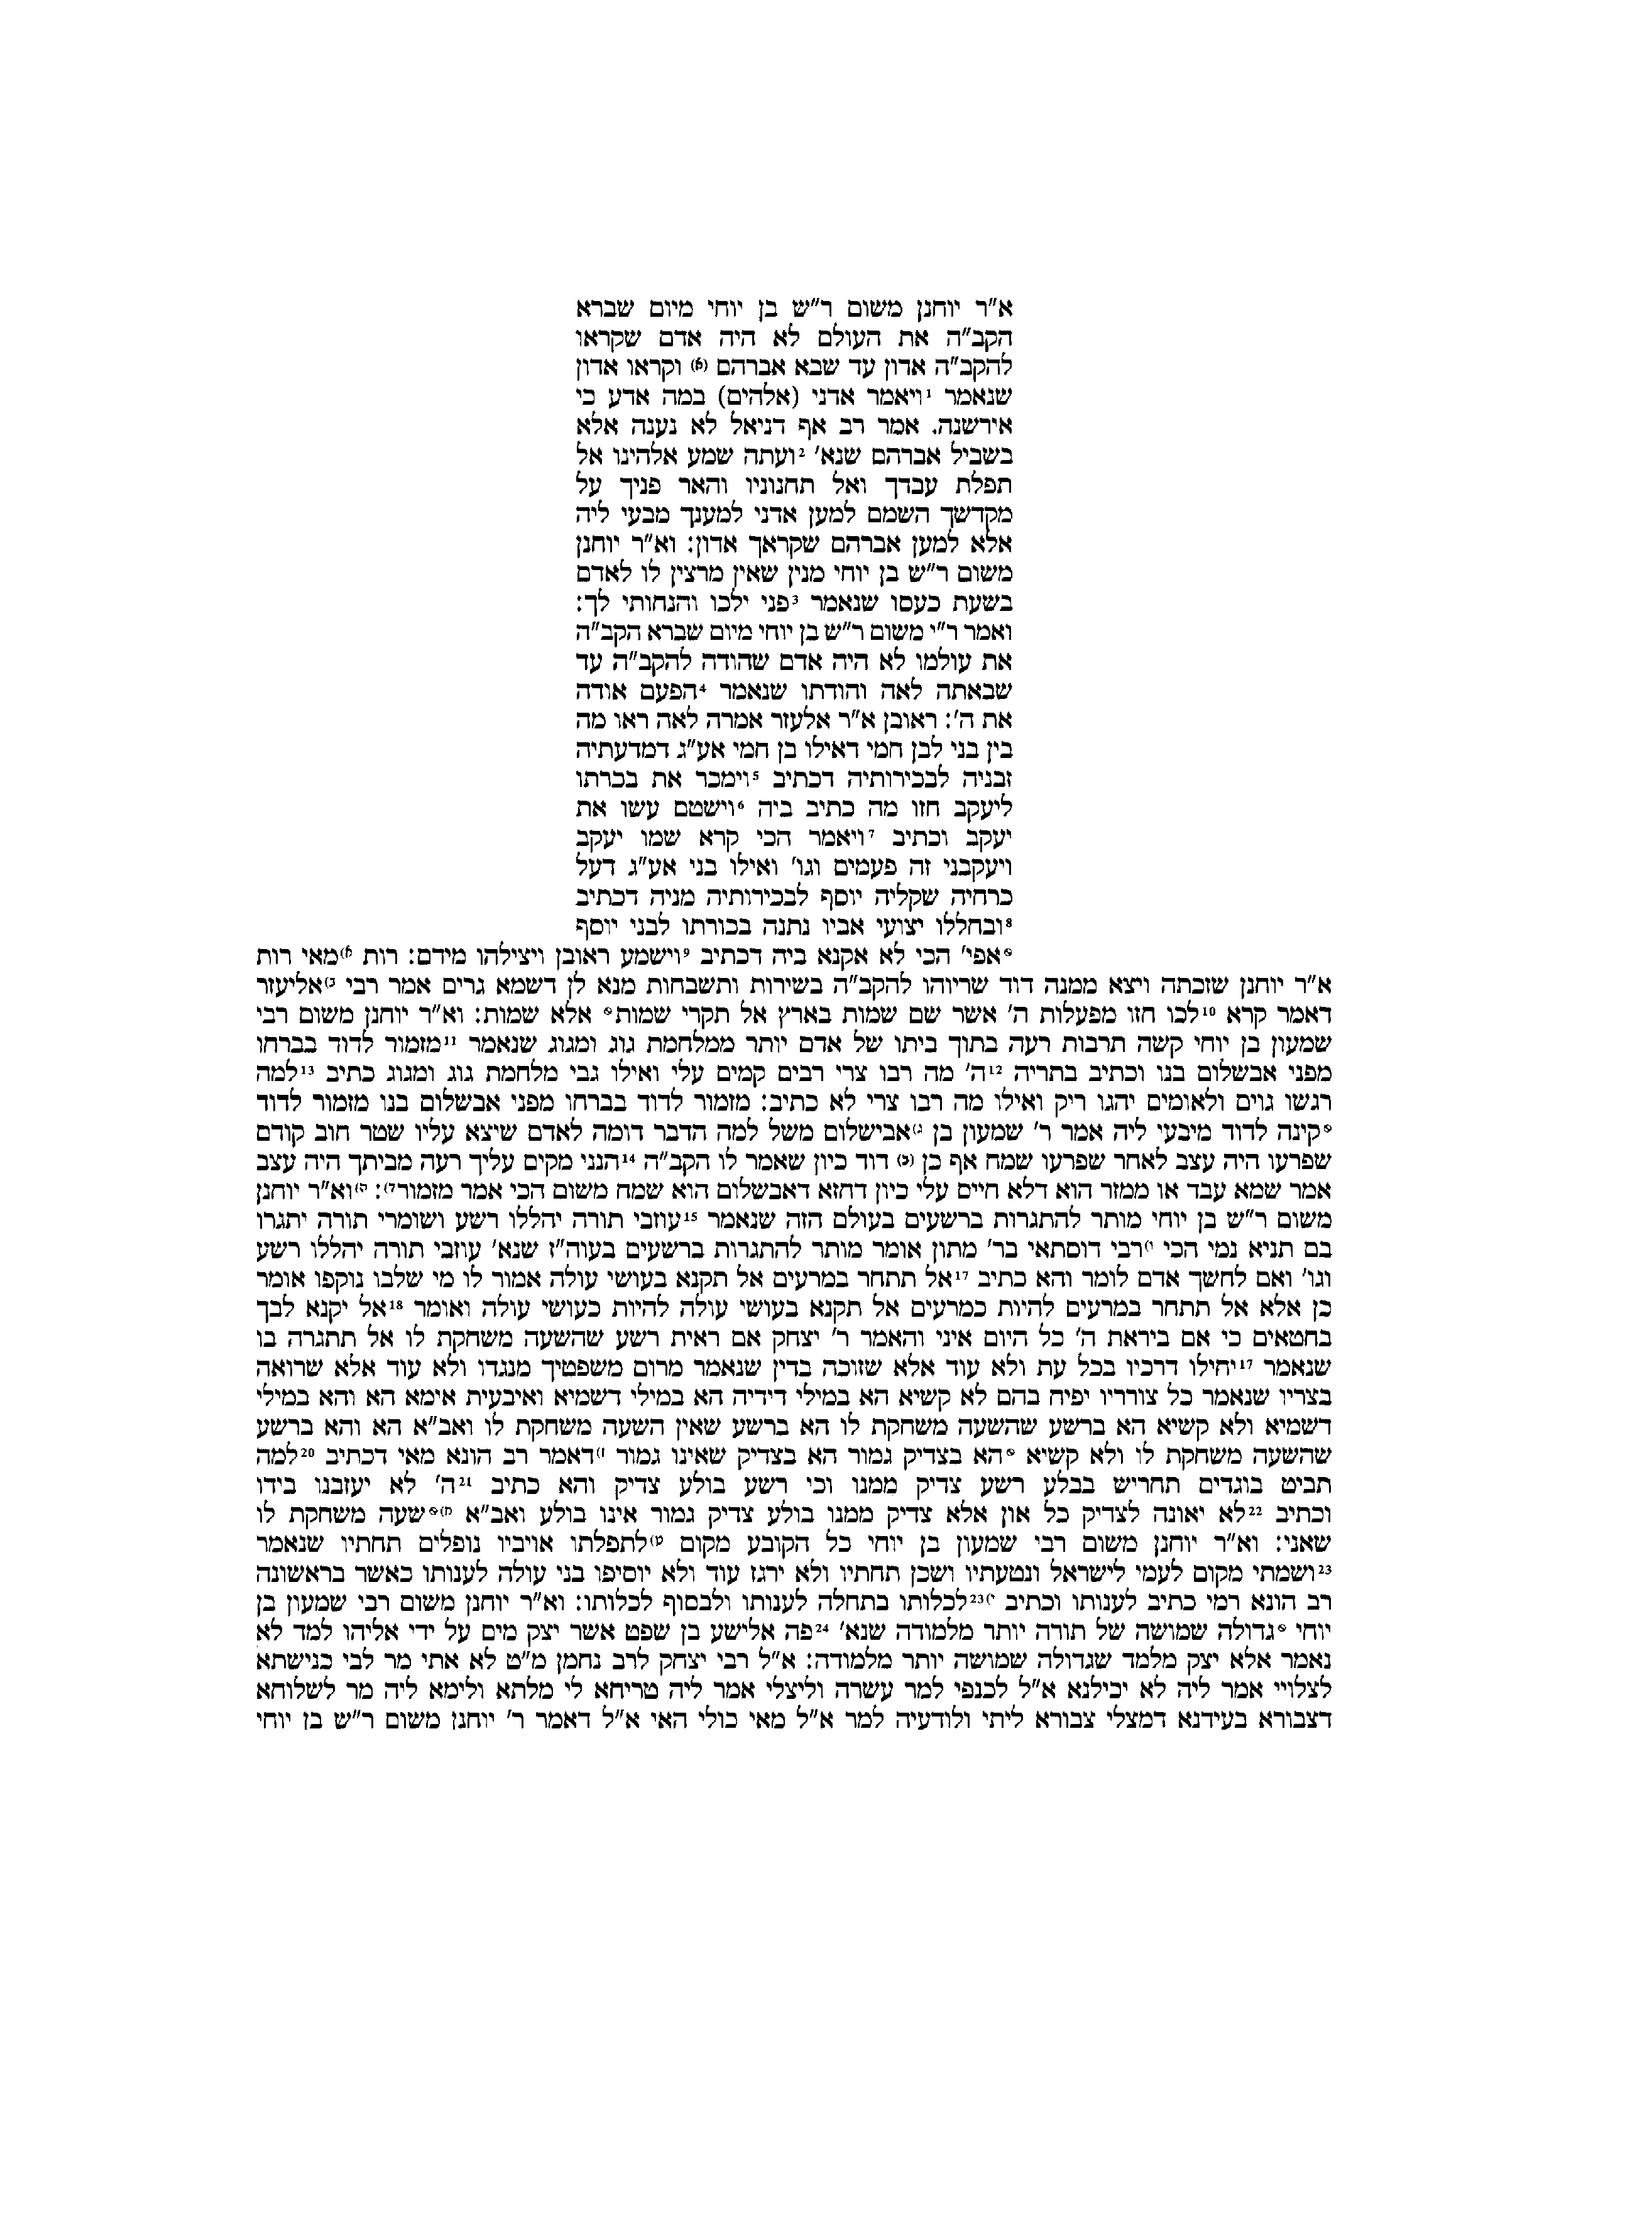 א"ר יוחנן משום ר"ש בן יוחי מיום שברא
הקב"ה את העולם לא היה אדם שקראו
להקב"ה אדון עד שבא אברהם (6) וקראו אדון
שנאמר 1ויאמר אדני (אלהים) במה אדע כי
אירשנה. אמר רב אף דניאל לא נענה אלא
בשביל אברהם שנא' 2ועתה שמע אלהינו אל
תפלת עבדך ואל תחנוניו והאר פניך על
מקדשך השמם למען אדני למענך מבעי ליה
אלא למען אברהם שקראך אדון: וא"ר יוחנן
משום ר"ש בן יוחי מנין שאין מרצין לו לאדם
בשעת כעסו שנאמר 3פני ילכו והנחותי לך:
ואמר ר"י משום ר"ש בן יוחי מיום שברא הקב"ה
את עולמו לא היה אדם שהודה להקב"ה עד
שבאתה לאה והודתו שנאמר 4הפעם אודה
את ה': ראובן א"ר אלעזר אמרה לאה ראו מה
בין בני לבן חמי דאילו בן חמי אע"ג דמדעתיה
זבניה לבכירותיה דכתיב 5וימכר את בכרתו
ליעקב חזו מה כתיב ביה 6וישטם עשו את
יעקב וכתיב 7ויאמר הכי קרא שמו יעקב
ויעקבני זה פעמים וגו' ואילו בני אע"ג דעל
כרחיה שקליה יוסף לבכירותיה מניה דכתיב
8ובחללו יצועי אביו נתנה בכורתו לבני יוסף
אפי' הכי לא אקנא ביה דכתיב 9וישמע ראובן ויצילהו מידם: רות מאי רות
א"ר יוחנן שזכתה ויצא ממנה דוד שריוהו להקב"ה בשירות ותשבחות מנא לן דשמא גרים אמר רבי אליעזר
דאמר קרא 10לכו חזו מפעלות ה' אשר שם שמות בארץ אל תקרי שמות אלא שמות: וא"ר יוחנן משום רבי
שמעון בן יוחי קשה תרבות רעה בתוך ביתו של אדם יותר ממלחמת גוג ומגוג שנאמר 11מזמור לדוד בברחו
מפני אבשלום בנו וכתיב בתריה 12ה' מה רבו צרי רבים קמים עלי ואילו גבי מלחמת גוג ומגוג כתיב 13למה
רגשו גוים ולאומים יהגו ריק ואילו מה רבו צרי לא כתיב: מזמור לדוד בברחו מפני אבשלום בנו מזמור לדוד
קינה לדוד מיבעי ליה אמר ר' שמעון בן אבישלום משל למה הדבר דומה לאדם שיצא עליו שטר חוב קודם
שפרעו היה עצב לאחר שפרעו שמח אף כן דוד כיון שאמר לו הקב"ה 14הנני מקים עליך רעה מביתך היה עצב
אמר שמא עבד או ממזר הוא דלא חיים עלי כיון דחזא דאבשלום הוא שמח משום הכי אמר מזמור: וא"ר יוחנן
משום ר"ש בן יוחי מותר להתגרות ברשעים בעולם הזה שנאמר 15עוזבי תורה יהללו רשע ושומרי תורה יתגרו
בם תניא נמי הכי רבי דוסתאי בר' מתון אומר מותר להתגרות ברשעים בעוה"ז שנא' עוזבי תורה יהללו רשע
וגו' ואם לחשך אדם לומר והא כתיב 17אל תתחר במרעים אל תקנא בעושי עולה אמור לו מי שלבו נוקפו אומר
כן אלא אל תתחר במרעים להיות כמרעים אל תקנא בעושי עולה להיות כעושי עולה ואומר 18אל יקנא לבך
בחטאים כי אם ביראת ה' כל היום איני והאמר ר' יצחק אם ראית רשע שהשעה משחקת לו אל תתגרה בו
שנאמר 17יחילו דרכיו בכל עת ולא עוד אלא שזוכה בדין שנאמר מרום משפטיך מנגדו ולא עוד אלא שרואה
בצריו שנאמר כל צורריו יפיח בהם לא קשיא הא במילי דידיה הא במילי דשמיא ואיבעית אימא הא והא במילי
דשמיא ולא קשיא הא ברשע שהשעה משחקת לו הא ברשע שאין השעה משחקת לו ואב"א הא והא ברשע
שהשעה משחקת לו ולא קשיא הא בצדיק גמור הא בצדיק שאינו גמור דאמר רב הונא מאי דכתיב 20למה
תביט בוגדים תחריש בבלע רשע צדיק ממנו וכי רשע בולע צדיק והא כתיב 21ה' לא יעזבנו בידו
וכתיב 22לא יאונה לצדיק כל און אלא צדיק ממנו בולע צדיק גמור אינו בולע ואב"א שעה משחקת לו
שאני: וא"ר יוחנן משום רבי שמעון בן יוחי כל הקובע מקום לתפלתו אויביו נופלים תחתיו שנאמר
23ושמתי מקום לעמי לישראל ונטעתיו ושכן תחתיו ולא ירגז עוד ולא יוסיפו בני עולה לענותו כאשר בראשונה
רב הונא רמי כתיב לענותו וכתיב 23לכלותו בתחלה לענותו ולבסוף לכלותו: וא"ר יוחנן משום רבי שמעון בן
יוחי גדולה שמושה של תורה יותר מלמודה שנא' 24פה אלישע בן שפט אשר יצק מים על ידי אליהו למד לא
נאמר אלא יצק מלמד שגדולה שמושה יותר מלמודה: א"ל רבי יצחק לרב נחמן מ"ט לא אתי מר לבי כנישתא
לצלויי אמר ליה לא יכילנא א"ל לכנפי למר עשרה וליצלי אמר ליה טריחא לי מלתא ולימא ליה מר לשלוחא
דצבורא בעידנא דמצלי צבורא ליתי ולודעיה למר א"ל מאי כולי האי א"ל דאמר ר' יוחנן משום ר"ש בן יוחי